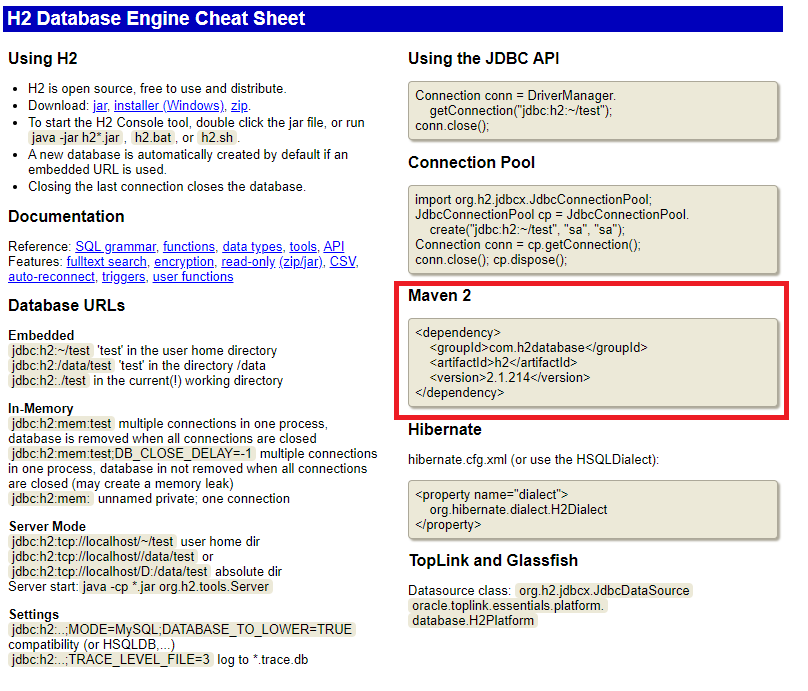 H2 Database Engine Cheat Sheet
Using H2
• H2 is open source, free to use and distribute.
• Download: jar, installer (Windows), zip.
• To start the H2 Console tool, double click the jar file, or run
java -jar h2*.jar, h2.bat, or h2.sh.
• A new database is automatically created by default if an
embedded URL is used.
• Closing the last connection closes the database.
Documentation
Reference: SQL grammar, functions, data types, tools, API
Features: fulltext search, encryption, read-only (zip/jar), CSV,
auto-reconnect, triggers, user functions
Database URLs
Embedded
jdbc:h2:~/test 'test' in the user home directory
jdbc:h2:/data/test 'test' in the directory /data
jdbc:h2:./test in the current(!) working directory
In-Memory
jdbc:h2:mem:test multiple connections in one process,
database is removed when all connections are closed
jdbc:h2:mem:test;DB_CLOSE_DELAY=-1 multiple connections
in one process, database in not removed when all connections
are closed (may create a memory leak)
jdbc:h2:mem: unnamed private; one connection
Server Mode
jdbc:h2:tcp://localhost/~/test user home dir
jdbc:h2:tcp://localhost//data/test or
jdbc:h2:tcp://localhost/D:/data/test absolute dir
Server start: java -cp *.jar org.h2.tools.Server
Settings
jdbc:h2:..;MODE=MySQL;DATABASE_TO_LOWER=TRUE
compatibility (or HSQLDB,...)
jdbc:h2:..;TRACE_LEVEL_FILE=3 log to *.trace.db
Using the JDBC API
Connection conn = DriverManager.
getConnection("jdbc:h2:~/test");
conn.close();
Connection Pool
import org.h2.jdbcx.JdbcConnectionPool;
JdbcConnectionPool cp = JdbcConnectionPool.
create("jdbc:h2:~/test", "sa", "sa");
Connection conn = cp.getConnection();
conn.close(); cp.dispose();
Maven 2
<dependency>
<groupId>com.h2database</groupId>
<artifactId>h2</artifactId>
<version>2.1.214</version>
</dependency>
Hibernate
hibernate.cfg.xml (or use the HSQLDialect):
<property name="dialect">
org.hibernate.dialect.H2Dialect
</property>
TopLink and Glassfish
Datasource class: org.h2.jdbcx.JdbcDataSource
oracle.toplink.essentials.platform.
database.H2Platform